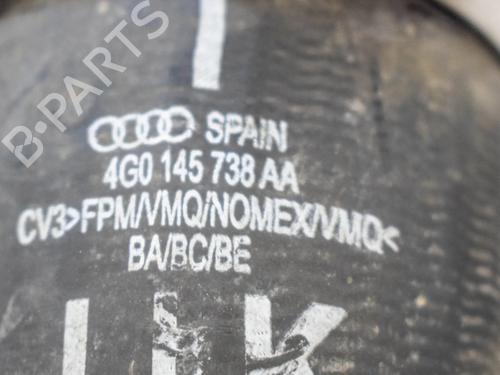 B-PARTS
SPAIN
4G0 145 738 AA
CV3>FPM/VMQ/NOMEX/VMQ<
BA/BC/BE